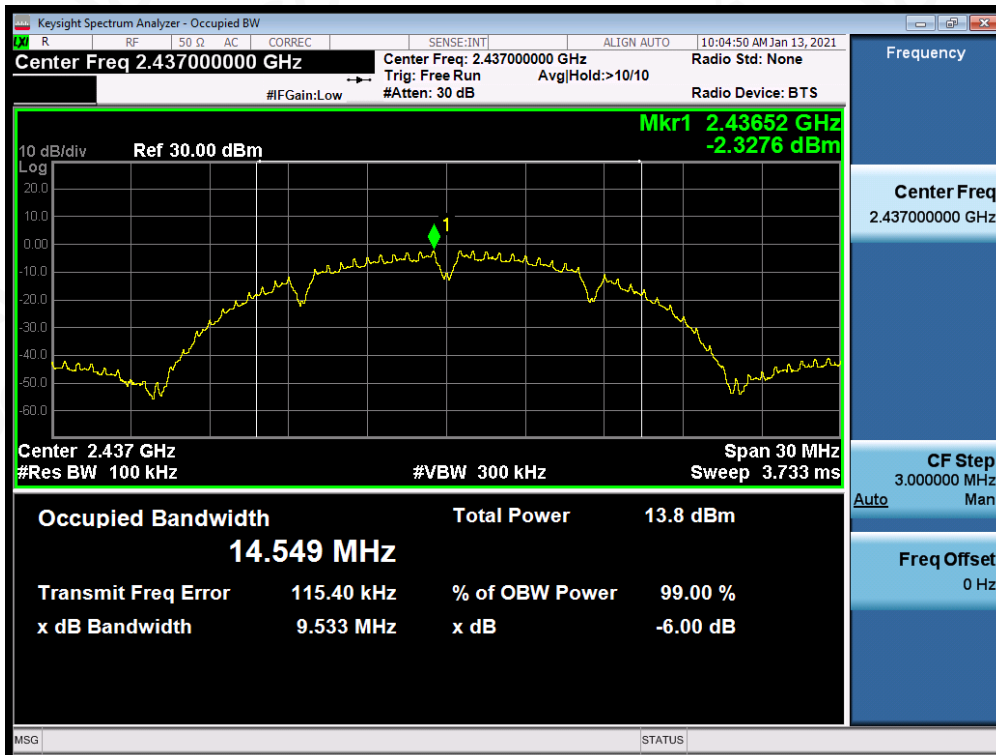 Keysight Spectrum Analyzer - Occupied BW
LXI R RF 50 Ω AC CORREC SENSE:INT ALIGN AUTO 10:04:50 AM Jan 13, 2021
Center Freq 2.437000000 GHz
Center Freq: 2.437000000 GHz Radio Std: None
Trig: Free Run Avg|Hold:>10/10
#IFGain:Low #Atten: 30 dB Radio Device: BTS
Mkr1 2.43652 GHz
-2.3276 dBm
10 dB/div Ref 30.00 dBm
Log
20.0
10.0
1
0.00
-10.0
-20.0
-30.0
-40.0
-50.0
-60.0
Center 2.437 GHz Span 30 MHz
#Res BW 100 kHz #VBW 300 kHz Sweep 3.733 ms
Occupied Bandwidth Total Power 13.8 dBm
14.549 MHz
Transmit Freq Error 115.40 kHz % of OBW Power 99.00 %
x dB Bandwidth 9.533 MHz x dB -6.00 dB
MSG STATUS
Frequency
Center Freq
2.437000000 GHz
CF Step
3.000000 MHz
Auto Man
Freq Offset
0 Hz